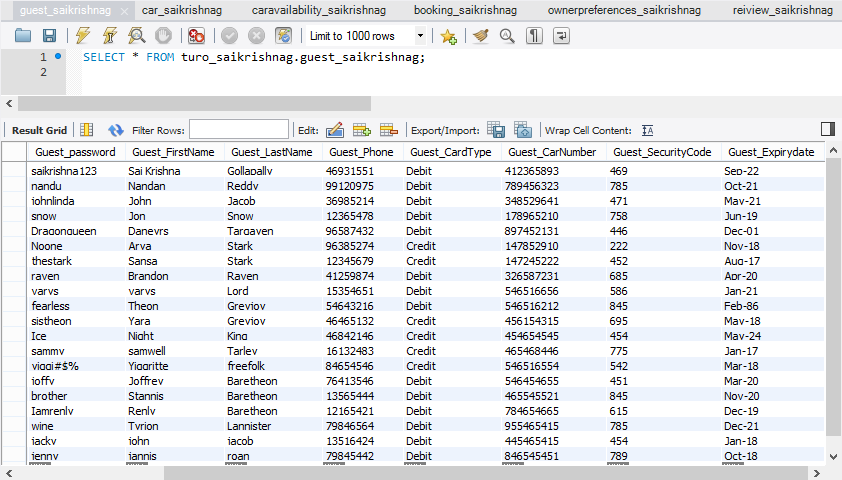 guest_saikrishnag car_saikrishnag caravailability_saikrishnag booking_saikrishnag ownerpreferences_saikrishnag reiview_saikrishnag
Limit to 1000 rows
1 SELECT * FROM turo_saikrishnag.guest_saikrishnag;
2
Result Grid Filter Rows: Edit: Export/Import: Wrap Cell Content:
Guest_password Guest_FirstName Guest_LastName Guest_Phone Guest_CardType Guest_CarNumber Guest_SecurityCode Guest_Expirydate
saikrishna123 Sai Krishna Gollapally 46931551 Debit 412365893 469 Sep-22
nandu Nandan Reddy 99120975 Debit 789456323 785 Oct-21
johnlinda John Jacob 36985214 Debit 348529641 471 May-21
snow Jon Snow 12365478 Debit 178965210 758 Jun-19
Dragonqueen Daneyrs Targayen 96587432 Debit 897452131 446 Dec-01
Noone Arya Stark 96385274 Credit 147852910 222 Nov-18
thestark Sansa Stark 12345679 Credit 147245222 452 Aug-17
raven Brandon Raven 41259874 Debit 326587231 685 Apr-20
varys varys Lord 15354651 Debit 546516656 586 Jan-21
fearless Theon Greyjoy 54643216 Debit 546516212 845 Feb-86
sistheon Yara Greyjoy 46465132 Credit 456154315 695 May-18
Ice Night King 46842146 Credit 454654545 454 May-24
sammy samwell Tarley 16132483 Credit 465468446 775 Jan-17
yiggi#$% Yiggritte freefolk 84654546 Credit 546516554 542 Mar-18
joffy Joffrey Baretheon 76413546 Debit 546454655 451 Mar-20
brother Stannis Baretheon 13565444 Debit 465545521 845 Nov-20
Iamrenly Renly Baretheon 12165421 Debit 784654665 615 Dec-19
wine Tyrion Lannister 79846564 Debit 955465415 785 Dec-21
jacky john jacob 13516424 Debit 445465415 454 Jan-18
jenny jannis roan 79845442 Debit 846545451 789 Oct-18